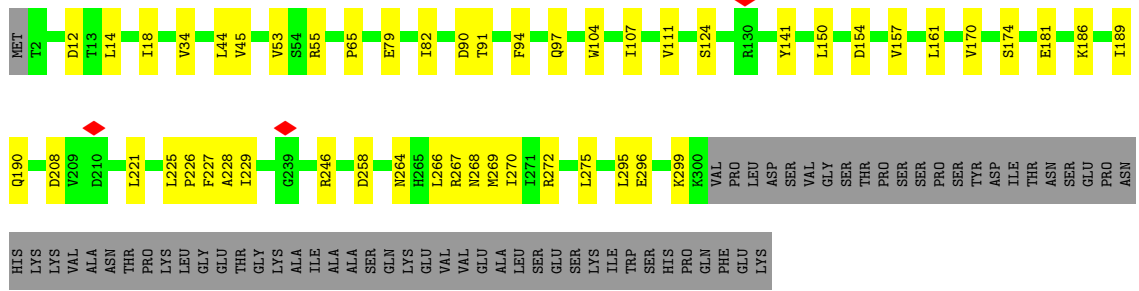 MET T2 D12 T13 L14 I18 V34 L44 V45 V53 S54 R55 P65 E79 I82 D90 T91 F94 Q97 W104 I107 V111 S124 R130 Y141 L150 D154 V157 L161 V170 S174 E181 K186 I189
Q190 D208 V209 D210 L221 L225 P226 F227 A228 I229 G239 R246 D258 N264 H265 L266 R267 N268 M269 I270 I271 R272 L275 L295 E296 K299 K300 VAL PRO LEU ASP SER VAL GLY SER THR PRO SER SER PRO SER TYR ASP ILE THR ASN SER GLU PRO ASN
HIS LYS LYS VAL ALA ASN THR PRO LYS LEU GLY GLU THR GLY LYS ALA ILE ALA ALA SER GLN LYS GLU VAL VAL GLU ALA LEU SER GLU SER LYS ILE TRP SER HIS PRO GLN PHE GLU LYS